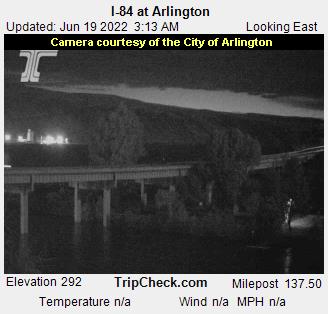 I-84 at Arlington
Updated: Jun 19 2022 3:13 AM Looking East
Camera courtesy of the City of Arlington
Elevation 292 TripCheck.com Milepost 137.50
Temperature n/a Wind n/a MPH n/a